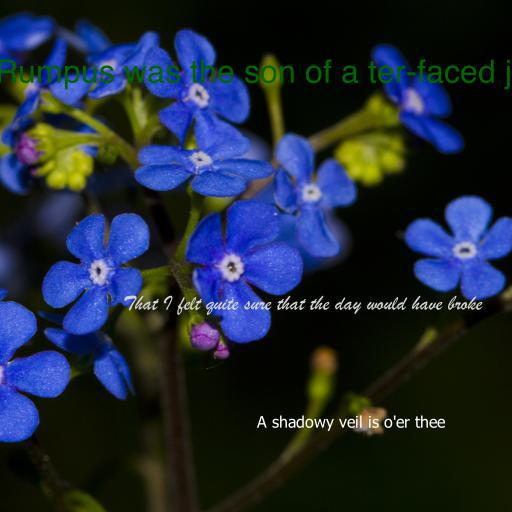 Rumpus was the son of a ter-faced j
That I felt quite sure that the day would have broke
A shadowy veil is o'er thee